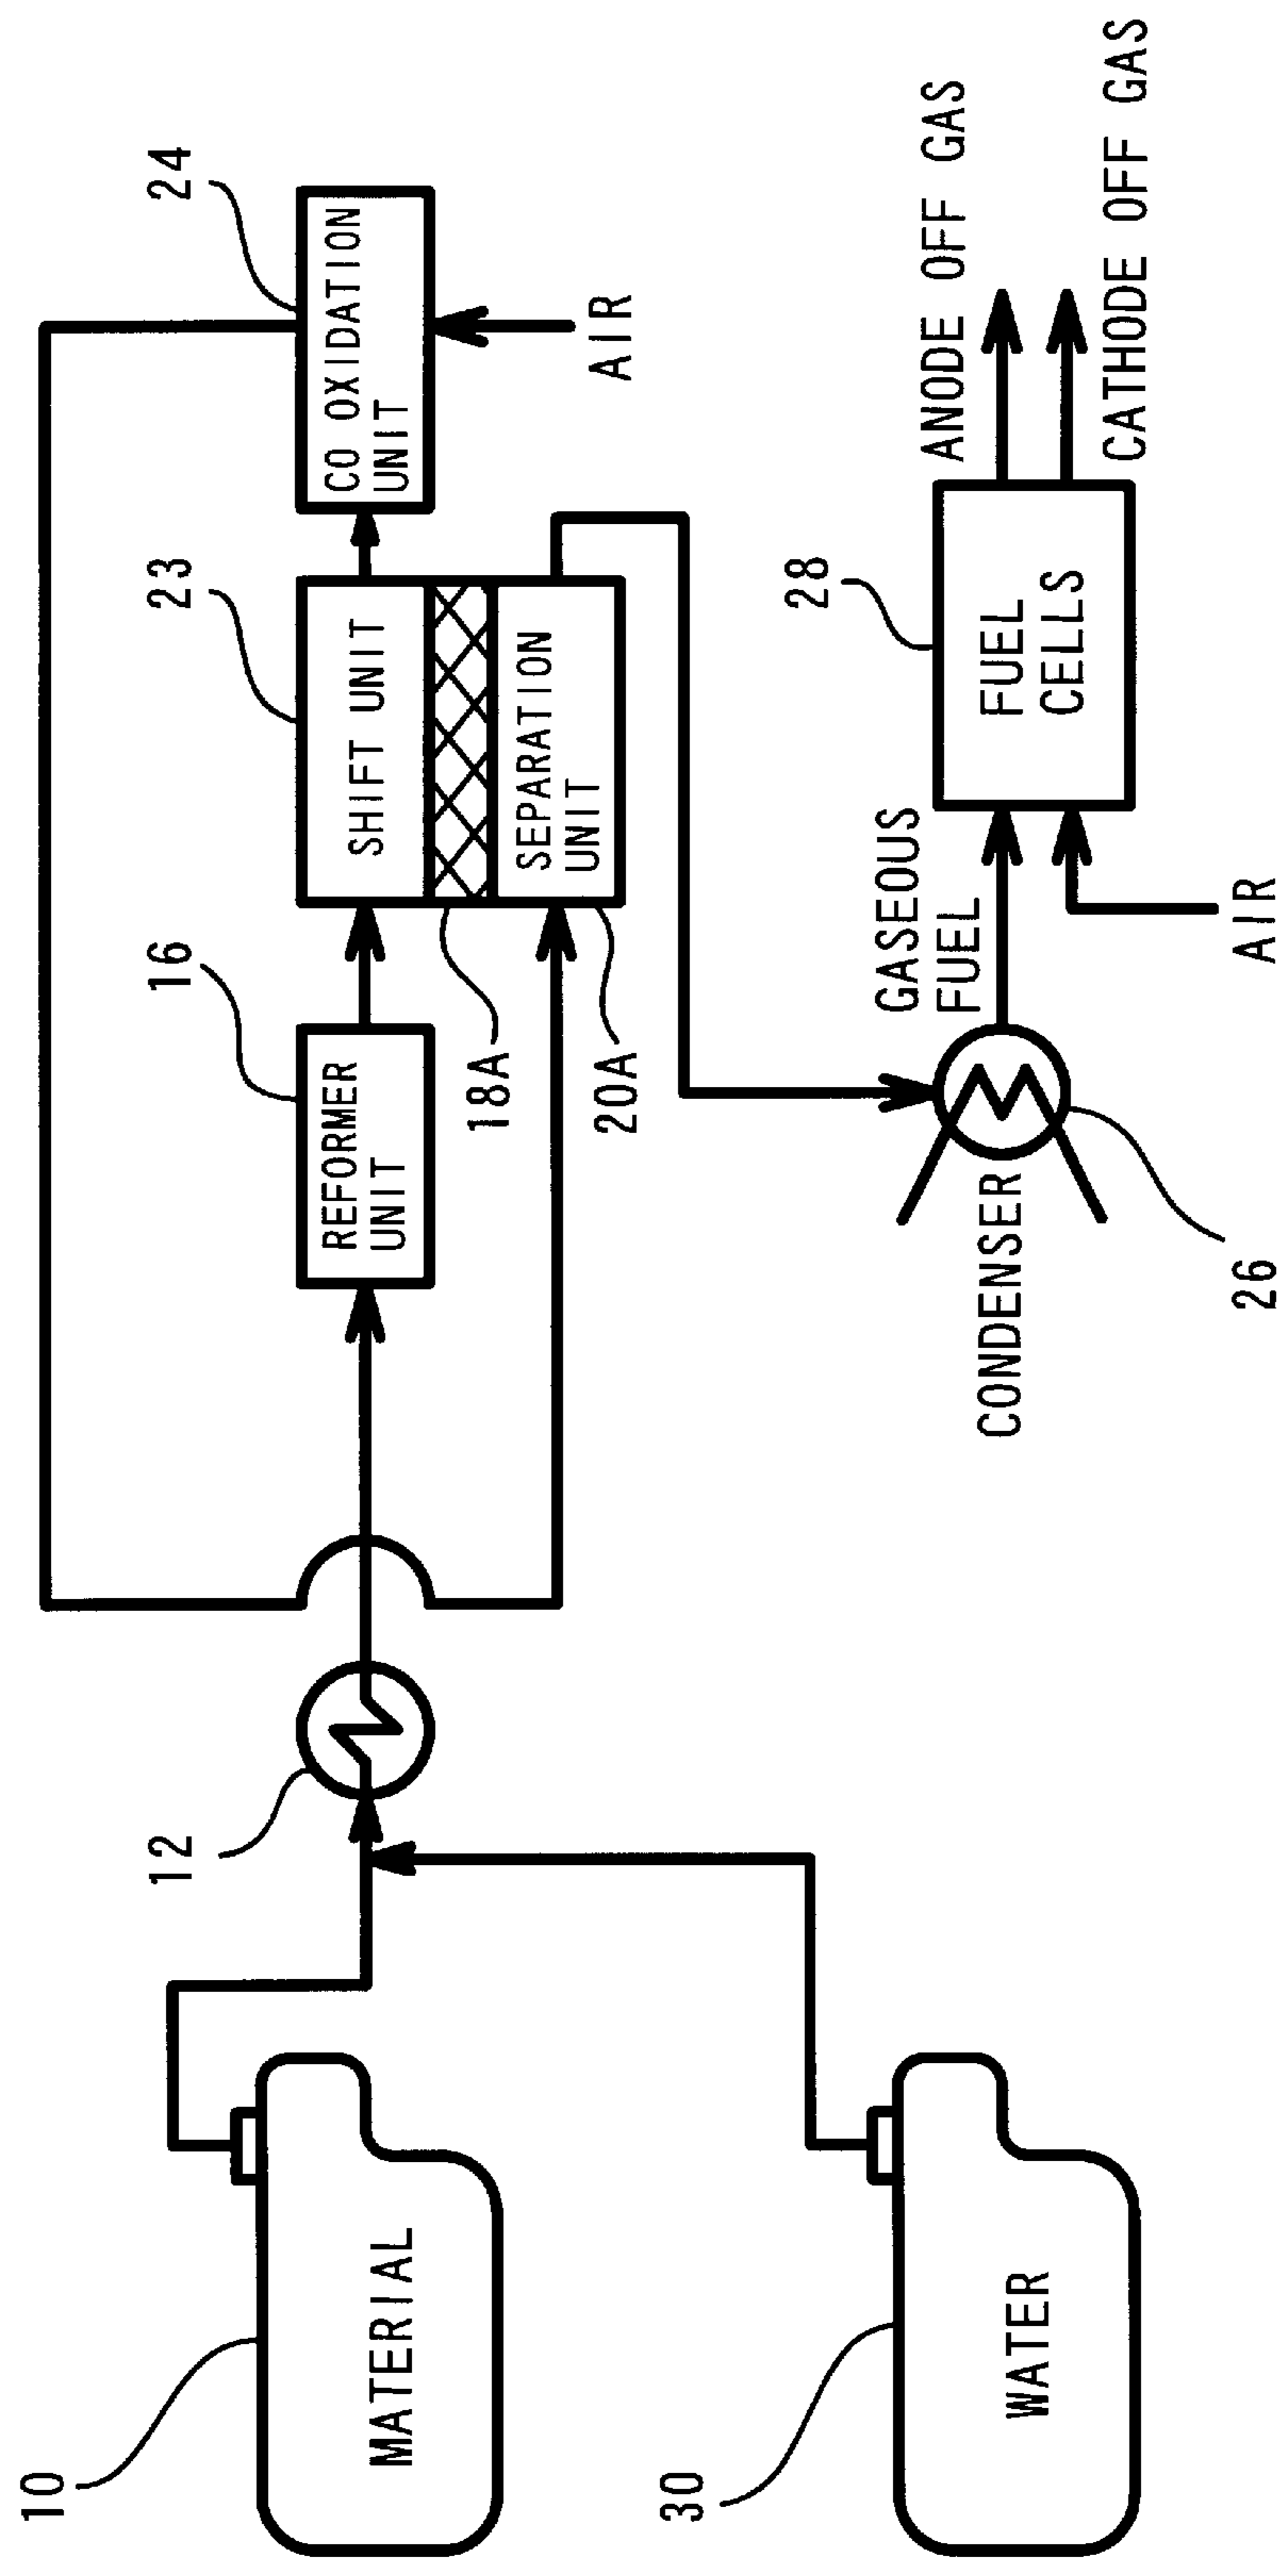 10
MATERIAL
12
30
WATER
16
REFORMER
UNIT
18A
20A
23
SHIFT UNIT
SEPARATION
UNIT
24
CO OXIDATION
UNIT
AIR
CONDENSER
26
GASEOUS
FUEL
AIR
28
FUEL
CELLS
ANODE OFF GAS
CATHODE OFF GAS